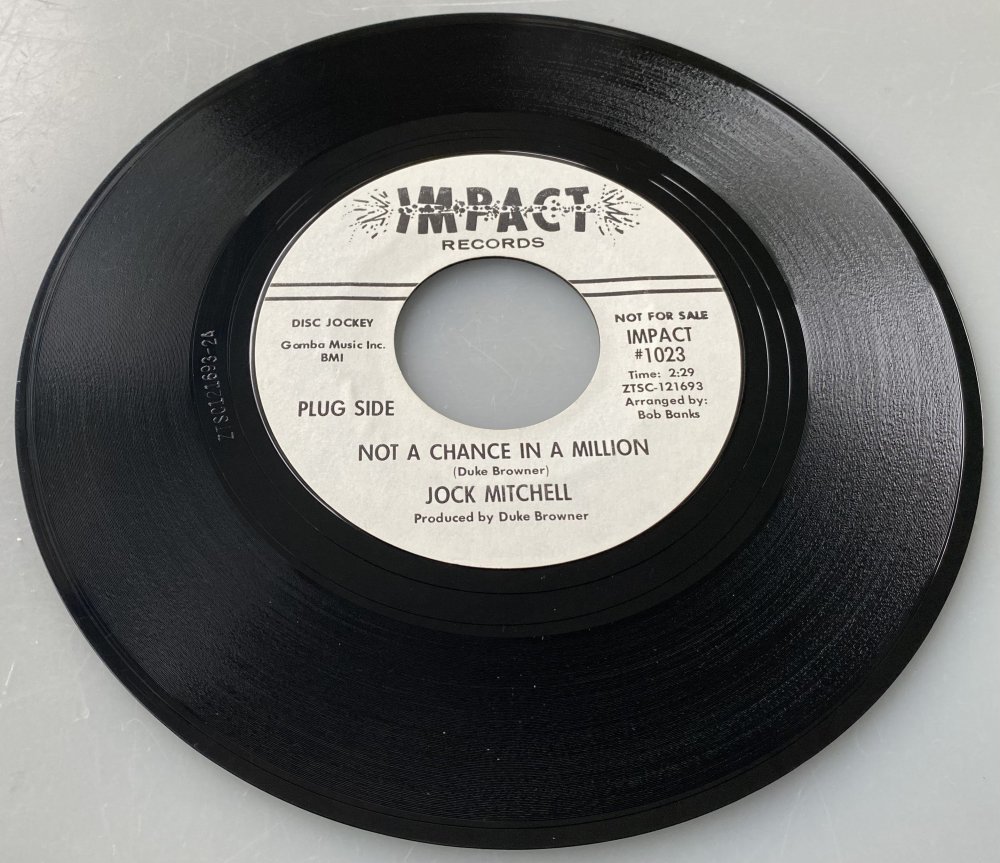 IMPACT
RECORDS
DISC JOCKEY
Gomba Music Inc.
BMI
PLUG SIDE
NOT FOR SALE
IMPACT
#1023
Time: 2:29
ZTSC-121693
Arranged by:
Bob Banks
NOT A CHANCE IN A MILLION
(Duke Browner)
JOCK MITCHELL
Produced by Duke Browner
ZTSC121693-2A